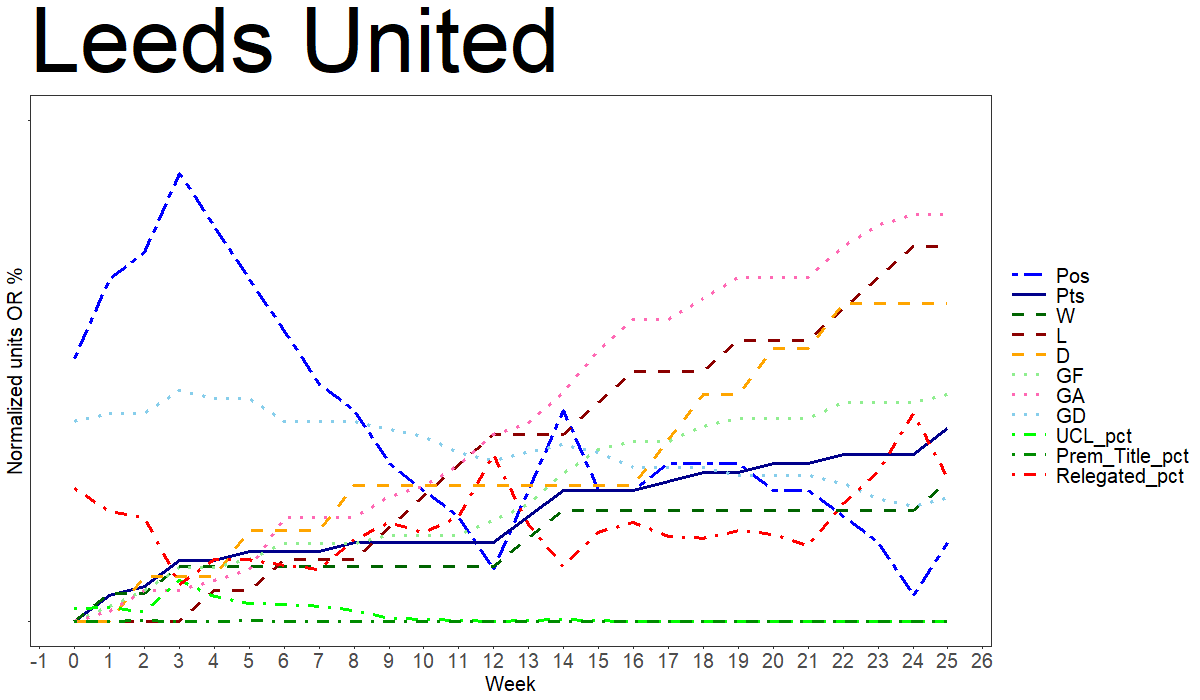 Leeds United
Normalized units OR %
-1 0 1 2 3 4 5 6 7 8 9 10 11 12 13 14 15 16 17 18 19 20 21 22 23 24 25 26
Week
Pos
Pts
W
L
D
GF
GA
GD
UCL_pct
Prem_Title_pct
Relegated_pct